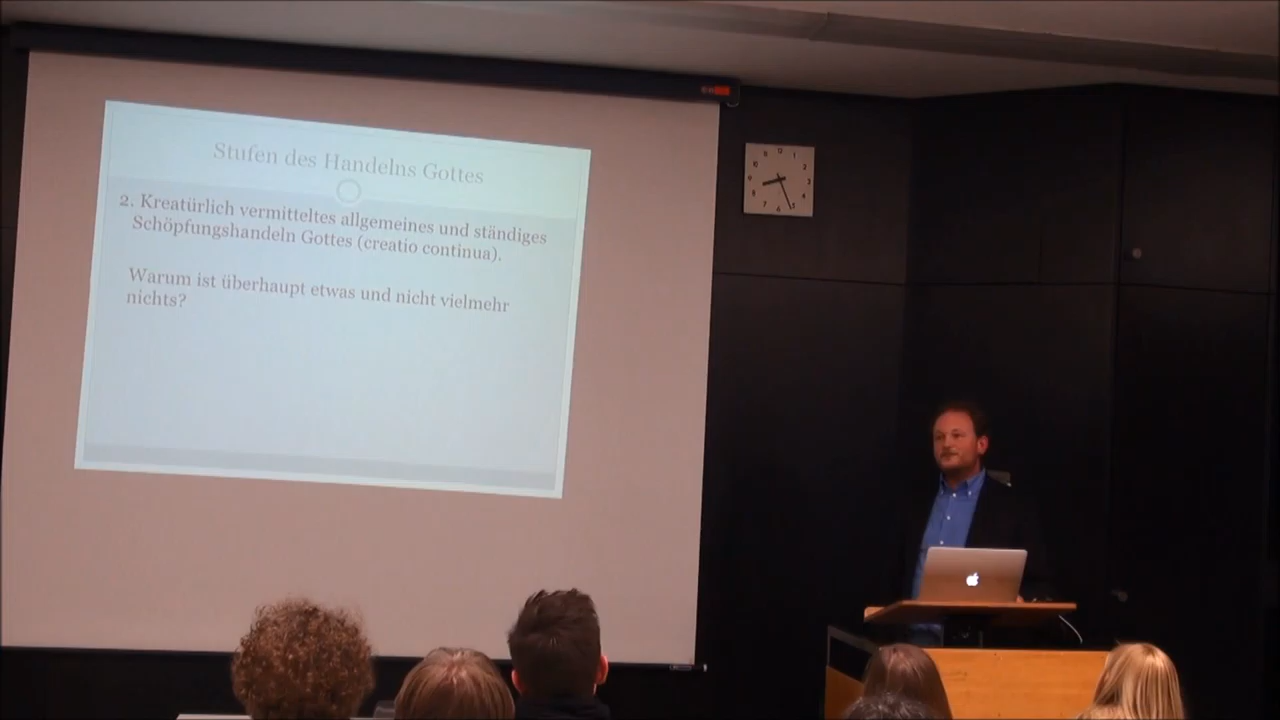 Stufen des Handelns Gottes
2. Kreatürlich vermitteltes allgemeines und ständiges
Schöpfungshandeln Gottes (creatio continua).
Warum ist überhaupt etwas und nicht vielmehr
nichts?